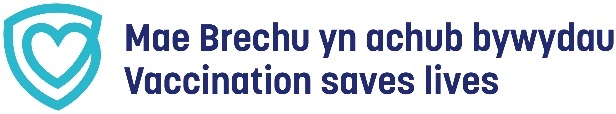 Mae Brechu yn achub bywydau
Vaccination saves lives